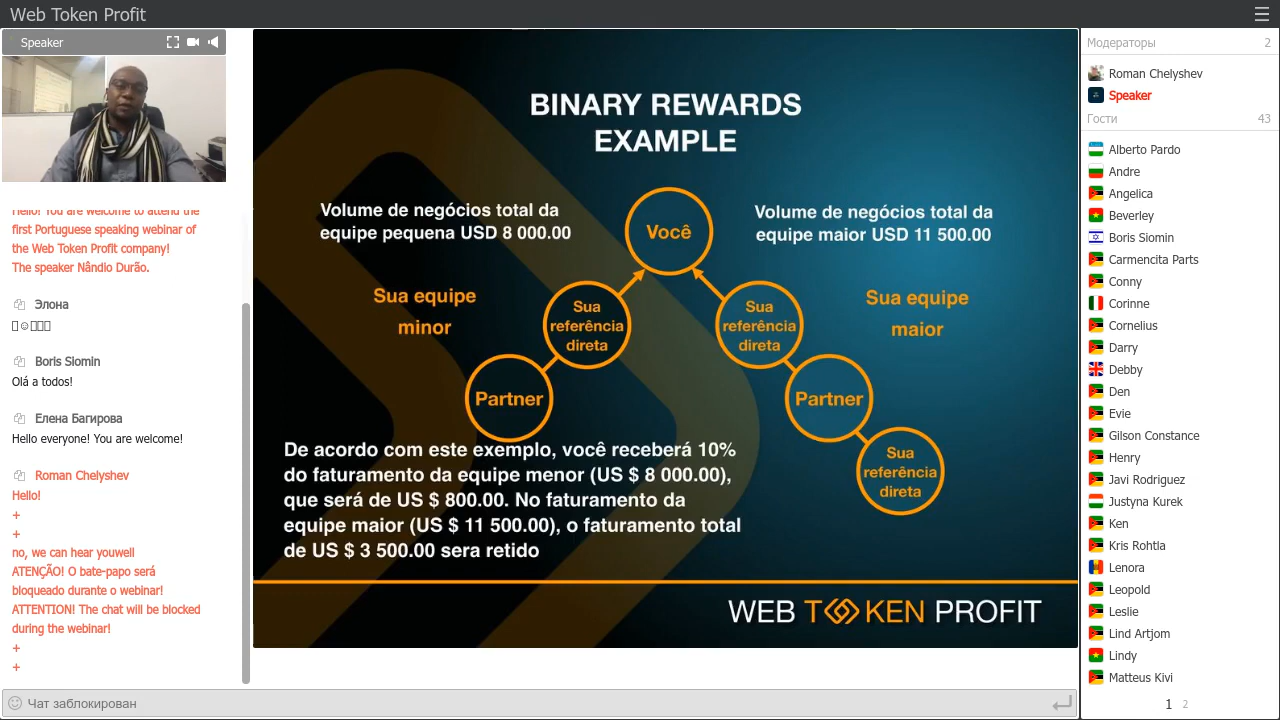 Web Token Profit
Speaker
Hello! You are welcome to attend the
first Portuguese speaking webinar of
the Web Token Profit company!
The speaker Nândio Durão.
Элона
Boris Siomin
Olá a todos!
Елена Багирова
Hello everyone! You are welcome!
Roman Chelyshev
Hello!
+
+
no, we can hear youwell
ATENÇÃO! O bate-papo será
bloqueado durante o webinar!
ATTENTION! The chat will be blocked
during the webinar!
+
+
Чат заблокирован
BINARY REWARDS
EXAMPLE
Volume de negócios total da
equipe pequena USD 8 000.00
Volume de negócios total da
equipe maior USD 11 500.00
Você
Sua equipe
minor
Sua
referência
direta
Sua
referência
direta
Sua equipe
maior
Partner
Partner
Sua
referência
direta
De acordo com este exemplo, você receberá 10%
do faturamento da equipe menor (US $ 8 000.00),
que será de US $ 800.00. No faturamento da
equipe maior (US $ 11 500.00), o faturamento total
de US $ 3 500.00 sera retido
WEB TOKEN PROFIT
Модераторы 2
Roman Chelyshev
Speaker
Гости 43
Alberto Pardo
Andre
Angelica
Beverley
Boris Siomin
Carmencita Parts
Conny
Corinne
Cornelius
Darry
Debby
Den
Evie
Gilson Constance
Henry
Javi Rodriguez
Justyna Kurek
Ken
Kris Rohtla
Lenora
Leopold
Leslie
Lind Artjom
Lindy
Matteus Kivi
1 2